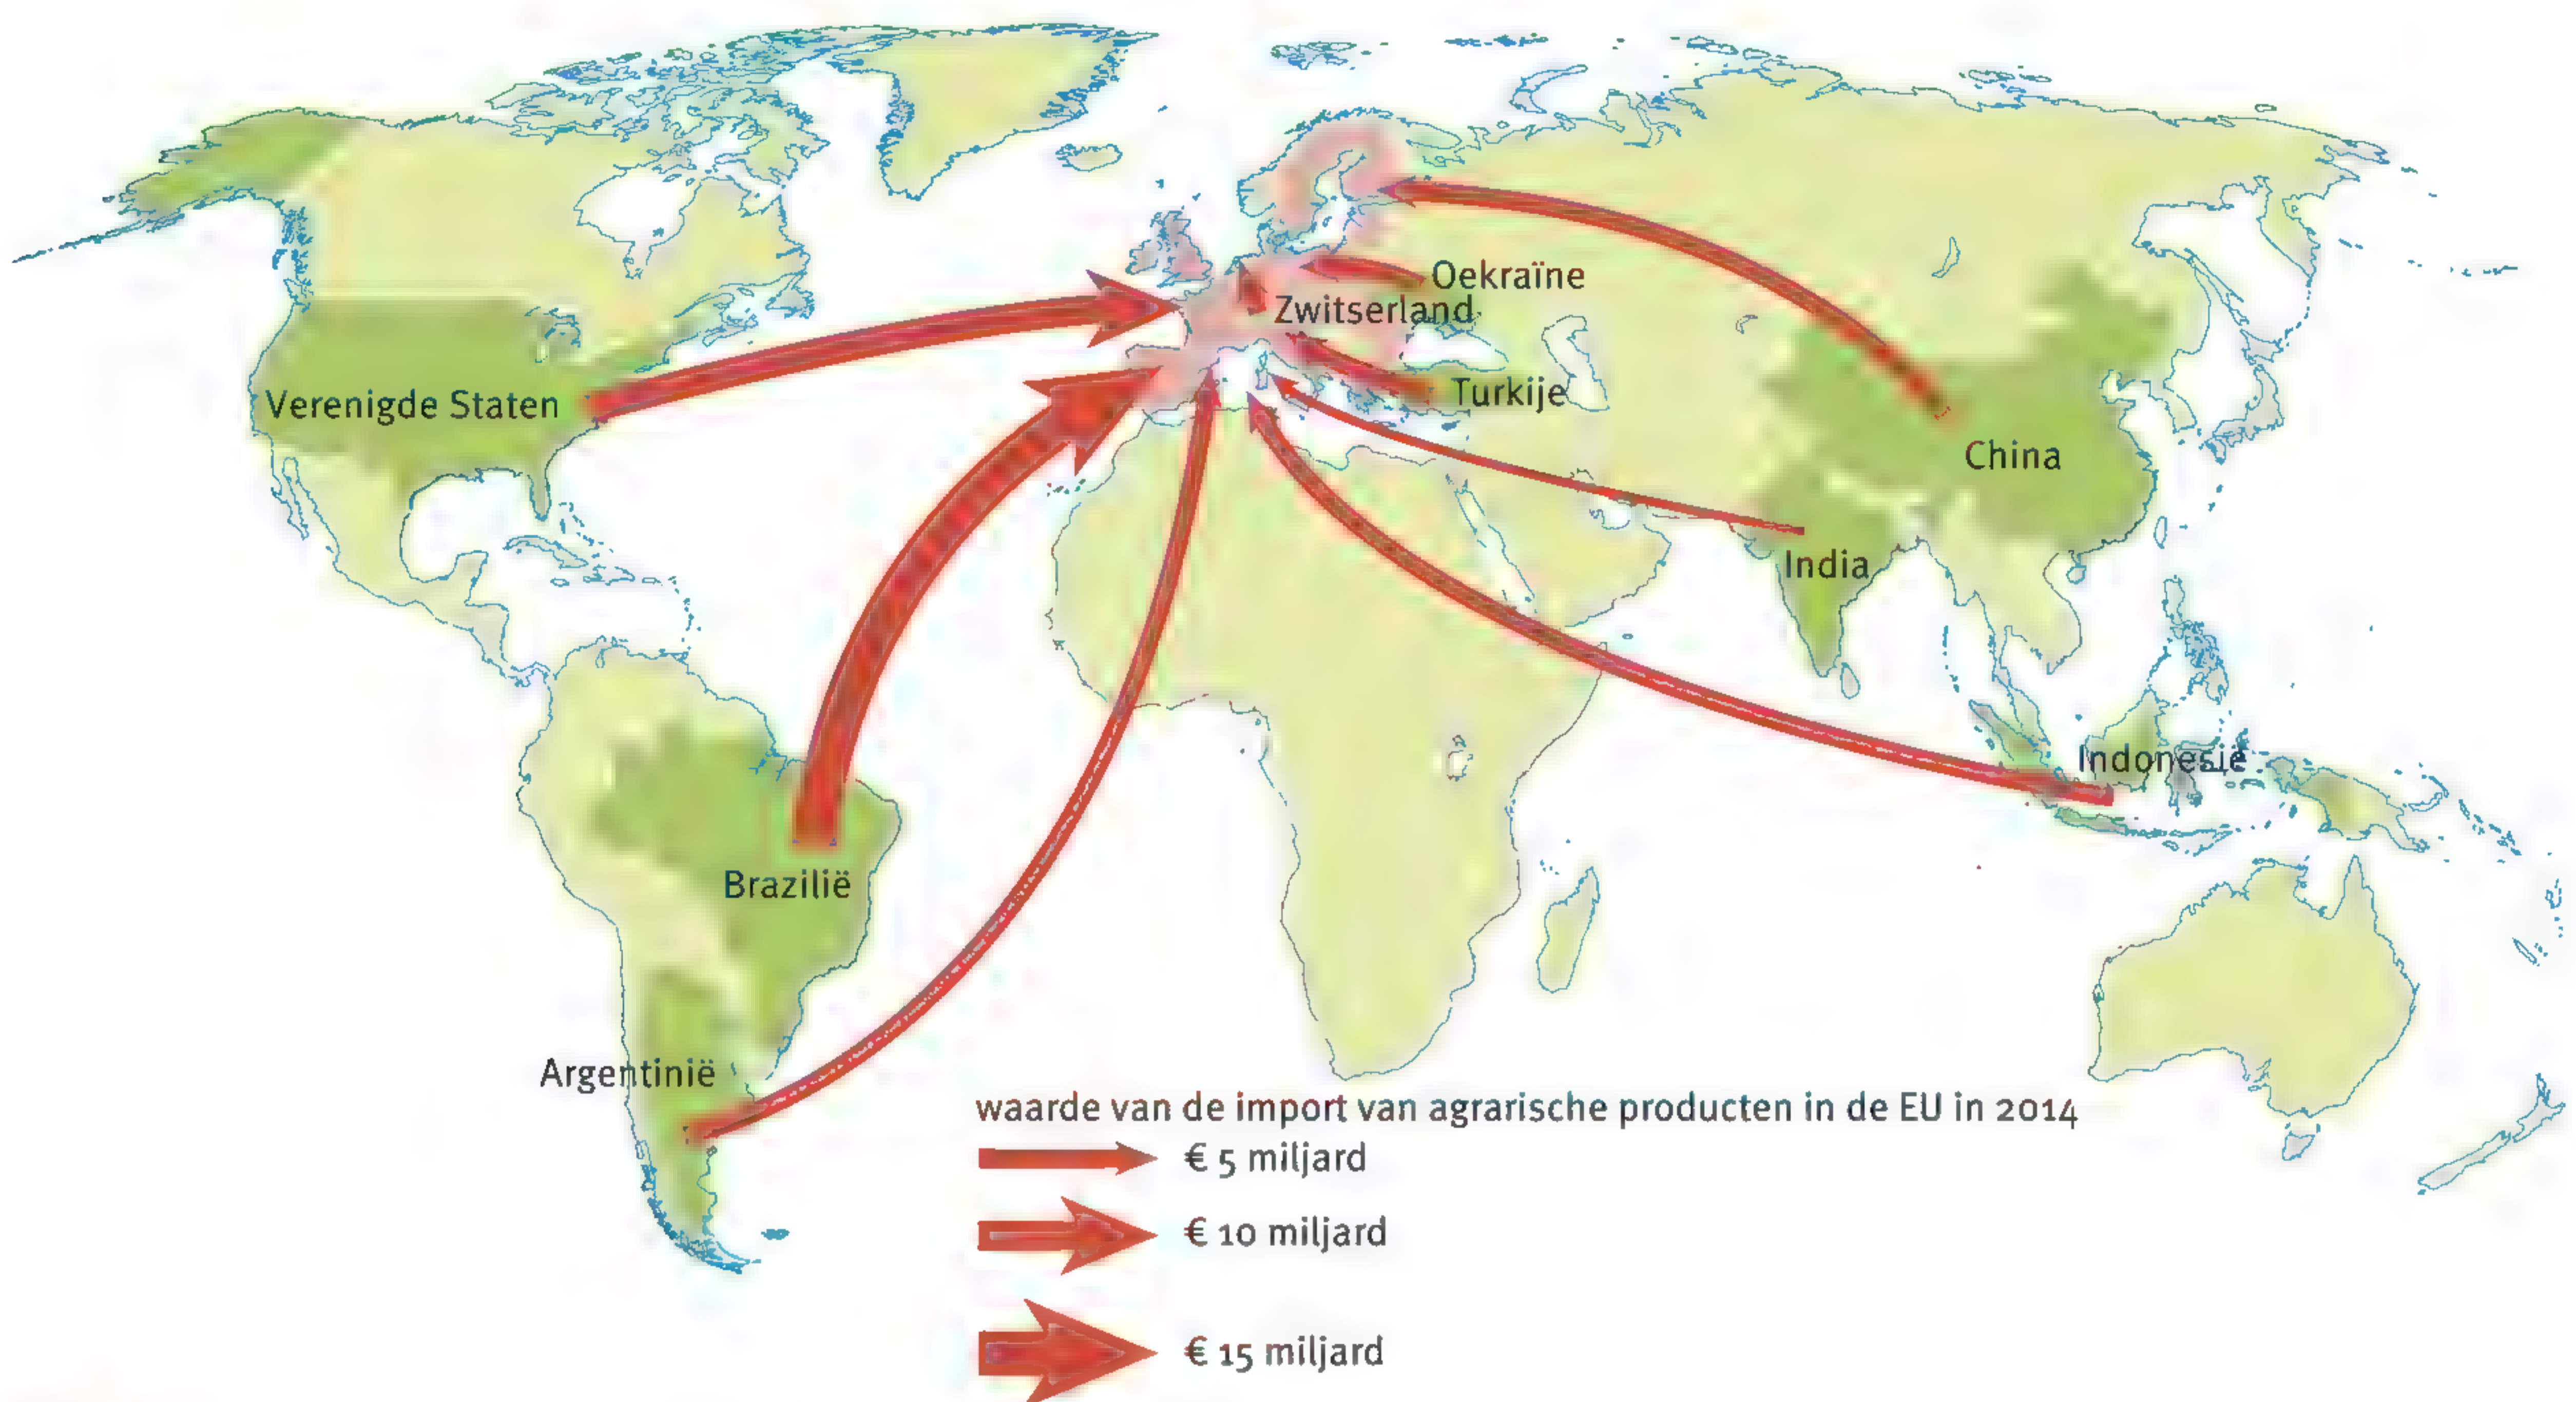 Oekraïne
Zwitserland
Verenigde Staten
Turkije
China
India
Indonesië
Brazilië
Argentinië
waarde van de import van agrarische producten in de EU in 2014
€ 5 miljard
€ 10 miljard
€ 15 miljard